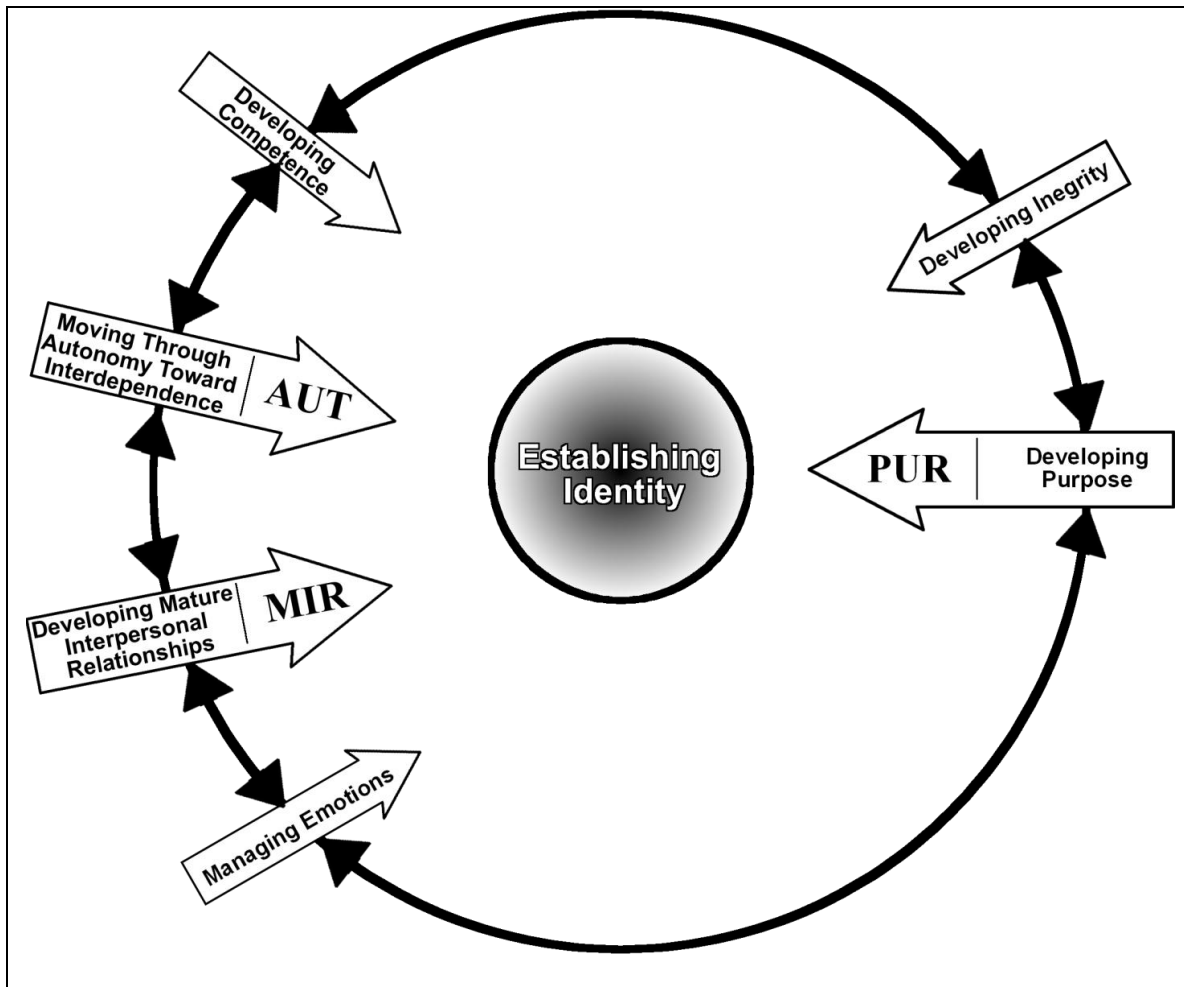 Developing
Competence
Developing Inegrity
Moving Through
Autonomy Toward
Interdependence
AUT
Establishing
Identity
PUR
Developing
Purpose
Developing Mature
Interpersonal
Relationships
MIR
Managing Emotions